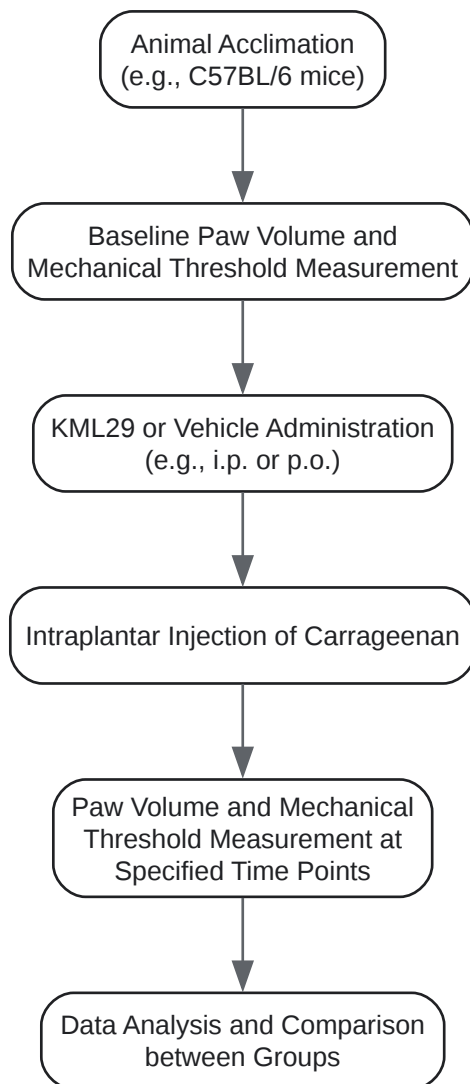 Animal Acclimation
(e.g., C57BL/6 mice)
Baseline Paw Volume and
Mechanical Threshold Measurement
KML29 or Vehicle Administration
(e.g., i.p. or p.o.)
Intraplantar Injection of Carrageenan
Paw Volume and Mechanical
Threshold Measurement at
Specified Time Points
Data Analysis and Comparison
between Groups